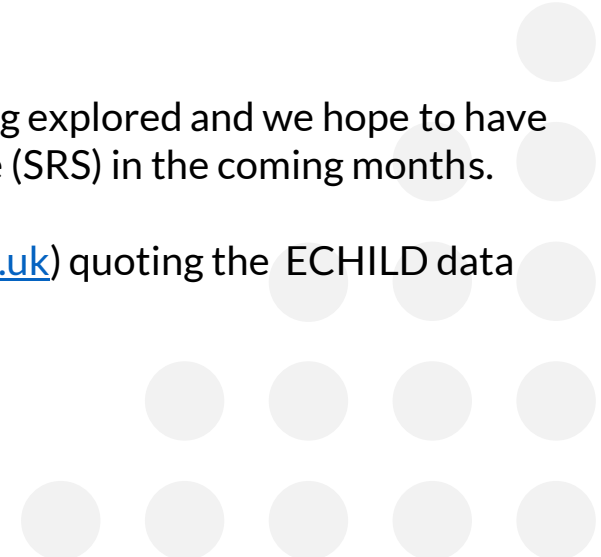 g explored and we hope to have
(SRS) in the coming months.
.uk) quoting the ECHILD data